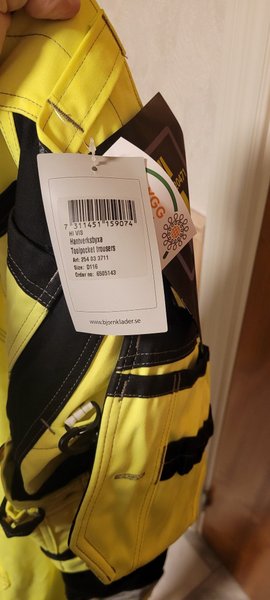 7 311451 159074
HI VIS
Hantverksbyxa
Toolpocket trousers
Art: 254 03 3711
Size: D116
Order no: 6505143
www.bjornklader.se